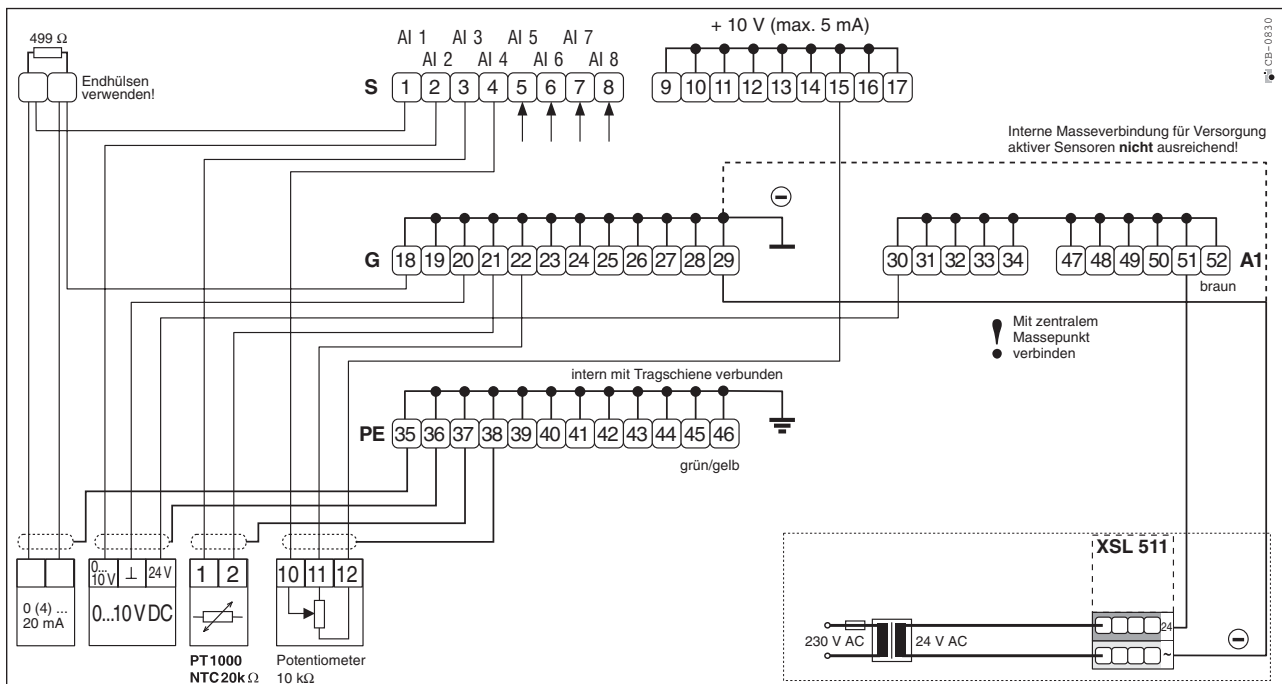 + 10 V (max. 5 mA)
CB-0830
499 Ω
AI 1 AI 3 AI 5 AI 7
AI 2 AI 4 AI 6 AI 8
Endhülsen
verwenden!
S 1 2 3 4 5 6 7 8
9 10 11 12 13 14 15 16 17
Interne Masseverbindung für Versorgung
aktiver Sensoren nicht ausreichend!
G 18 19 20 21 22 23 24 25 26 27 28 29
30 31 32 33 34
47 48 49 50 51 52 A1
braun
Mit zentralem
Massepunkt
verbinden
intern mit Tragschiene verbunden
PE 35 36 37 38 39 40 41 42 43 44 45 46
grün/gelb
XSL 511
0 (4) ...
20 mA
0...
10 V ⊥ 24 V
0...10 V DC
1 2
10 11 12
PT1000
NTC20k Ω
Potentiometer
10 kΩ
24
230 V AC
24 V AC
~